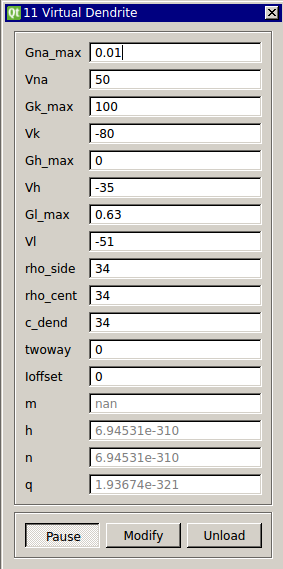 Qt 11 Virtual Dendrite
Gna_max 0.01
Vna 50
Gk_max 100
Vk -80
Gh_max 0
Vh -35
Gl_max 0.63
Vl -51
rho_side 34
rho_cent 34
c_dend 34
twoway 0
Ioffset 0
m nan
h 6.94531e-310
n 6.94531e-310
q 1.93674e-321
Pause Modify Unload